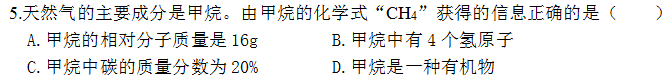 5.天然气的主要成分是甲烷。由甲烷的化学式“CH₄”获得的信息正确的是（　　）
A.甲烷的相对分子质量是16g　　B.甲烷中有4个氢原子
C.甲烷中碳的质量分数为20%　　D.甲烷是一种有机物